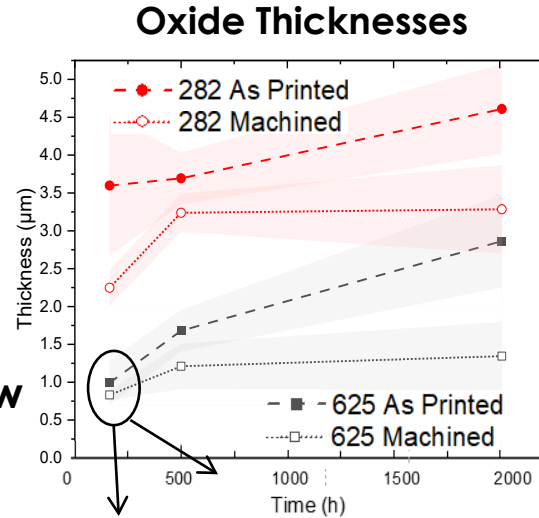 Oxide Thicknesses
5.0
4.5
4.0
3.5
3.0
2.5
2.0
1.5
1.0
0.5
0.0
Thickness (μm)
282 As Printed
282 Machined
w
625 As Printed
625 Machined
0 500 1000 1500 2000
Time (h)